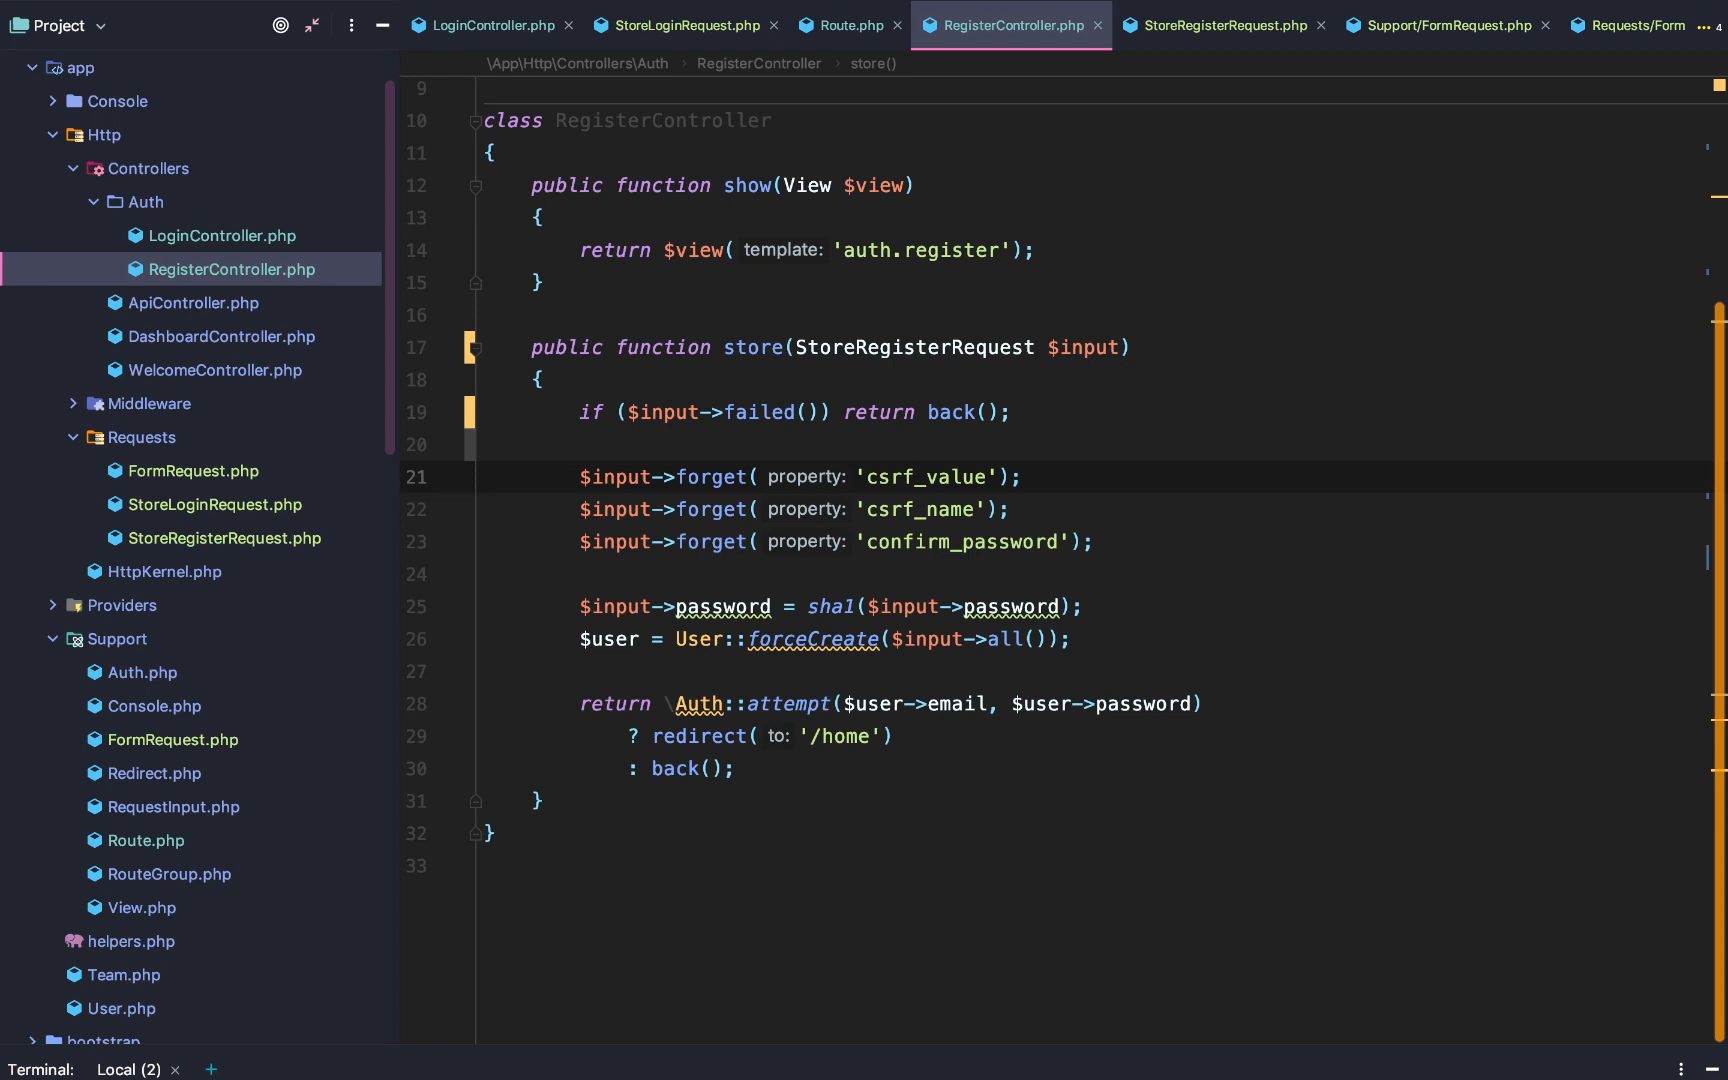 Project
LoginController.php
StoreLoginRequest.php
Route.php
RegisterController.php
StoreRegisterRequest.php
Support/FormRequest.php
Requests/Form
4
app
Console
Http
Controllers
Auth
LoginController.php
RegisterController.php
ApiController.php
DashboardController.php
WelcomeController.php
Middleware
Requests
FormRequest.php
StoreLoginRequest.php
StoreRegisterRequest.php
HttpKernel.php
Providers
Support
Auth.php
Console.php
FormRequest.php
Redirect.php
RequestInput.php
Route.php
RouteGroup.php
View.php
helpers.php
Team.php
User.php
bootstrap
\App\Http\Controllers\Auth › RegisterController › store()
9
10 class RegisterController
11 {
12 public function show(View $view)
13 {
14 return $view( template: 'auth.register');
15 }
16
17 public function store(StoreRegisterRequest $input)
18 {
19 if ($input->failed()) return back();
20
21 $input->forget( property: 'csrf_value');
22 $input->forget( property: 'csrf_name');
23 $input->forget( property: 'confirm_password');
24
25 $input->password = sha1($input->password);
26 $user = User::forceCreate($input->all());
27
28 return \Auth::attempt($user->email, $user->password)
29 ? redirect( to: '/home')
30 : back();
31 }
32 }
33
Terminal: Local (2)